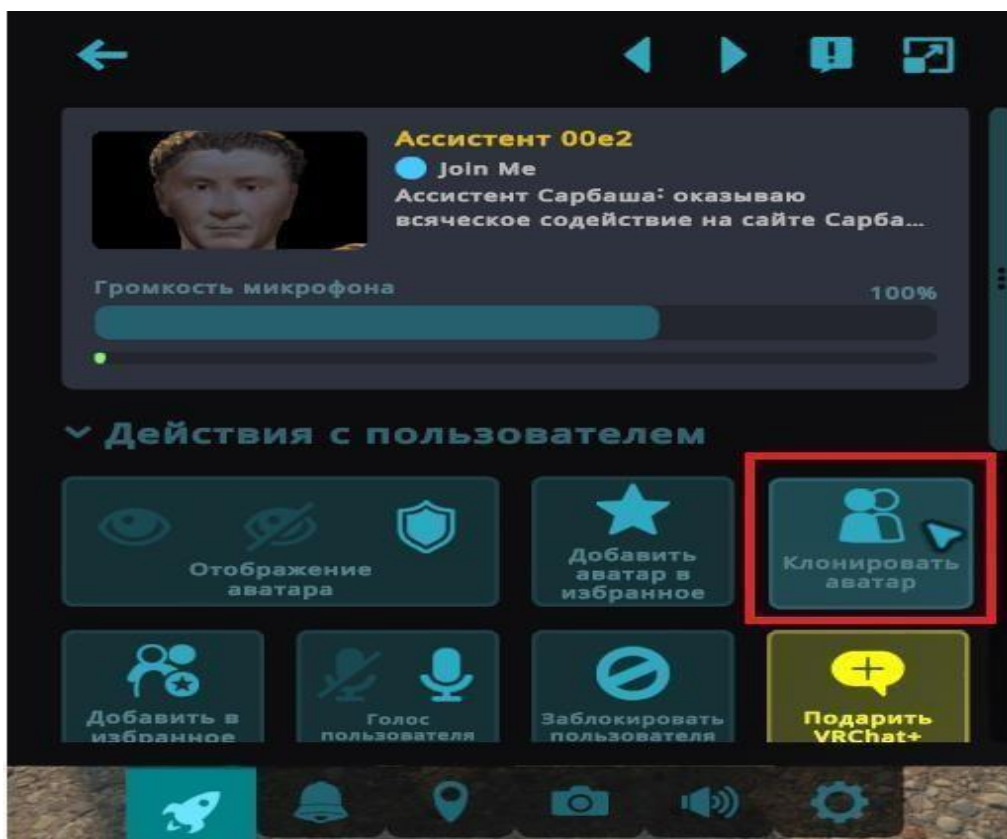 Ассистент 00e2
Join Me
Ассистент Сарбаша: оказываю
всяческое содействие на сайте Сарба...
Громкость микрофона
100%
Действия с пользователем
Отображение
аватара
Добавить
аватар в
избранное
Клонировать
аватар
Добавить в
избранное
Голос
пользователя
Заблокировать
пользователя
Подарить
VRChat+